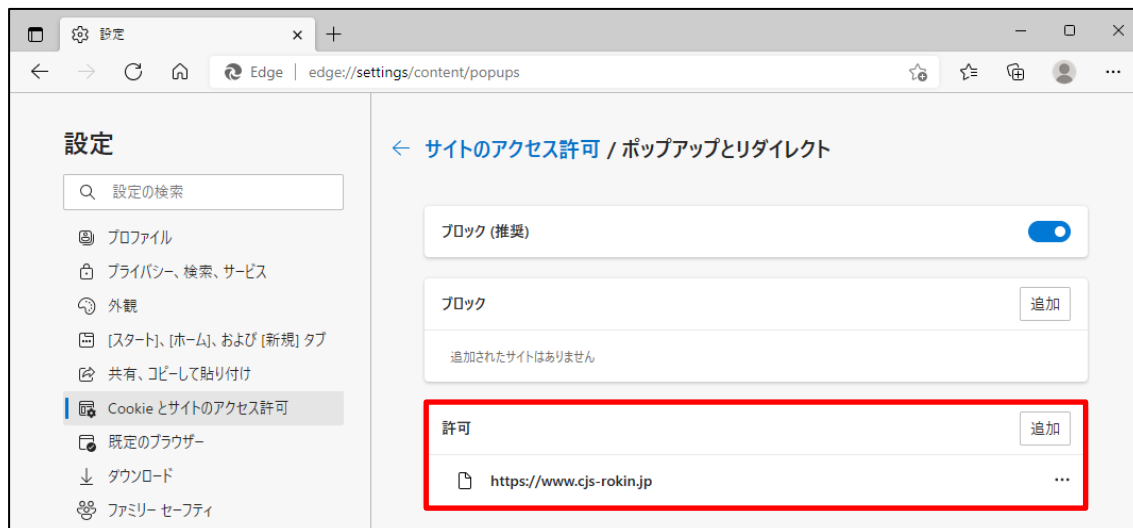 設定
Edge | edge://settings/content/popups
設定
設定の検索
プロファイル
プライバシー、検索、サービス
外観
[スタート]、[ホーム]、および [新規] タブ
共有、コピーして貼り付け
Cookie とサイトのアクセス許可
既定のブラウザー
ダウンロード
ファミリー セーフティ
サイトのアクセス許可 / ポップアップとリダイレクト
ブロック (推奨)
ブロック
追加
追加されたサイトはありません
許可
追加
https://www.cjs-rokin.jp